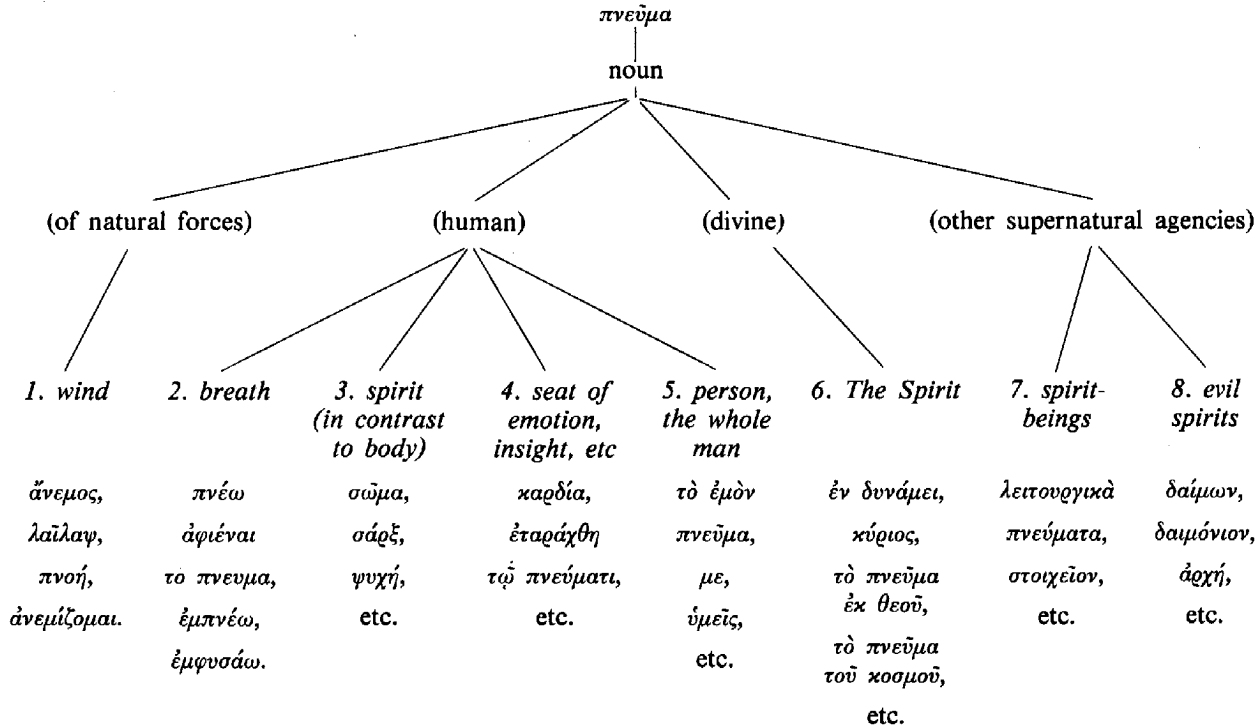 πνεῦμα
noun
(of natural forces)
(human)
(divine)
(other supernatural agencies)
1. wind
ἄνεμος,
λαῖλαψ,
πνοή,
ἀνεμίζομαι.
2. breath
πνέω
ἀφιέναι
το πνευμα,
ἐμπνέω,
ἐμφυσάω.
3. spirit
(in contrast
to body)
σῶμα,
σάρξ,
ψυχή,
etc.
4. seat of
emotion,
insight, etc
καρδία,
ἐταράχθη
τῷ πνεύματι,
etc.
5. person,
the whole
man
τὸ ἐμὸν
πνεῦμα,
με,
ὑμεῖς,
etc.
6. The Spirit
ἐν δυνάμει,
κύριος,
τὸ πνεῦμα
ἐκ θεοῦ,
τὸ πνεῦμα
τοῦ κοσμοῦ,
etc.
7. spirit-
beings
λειτουργικὰ
πνεύματα,
στοιχεῖον,
etc.
8. evil
spirits
δαίμων,
δαιμόνιον,
ἀρχή,
etc.